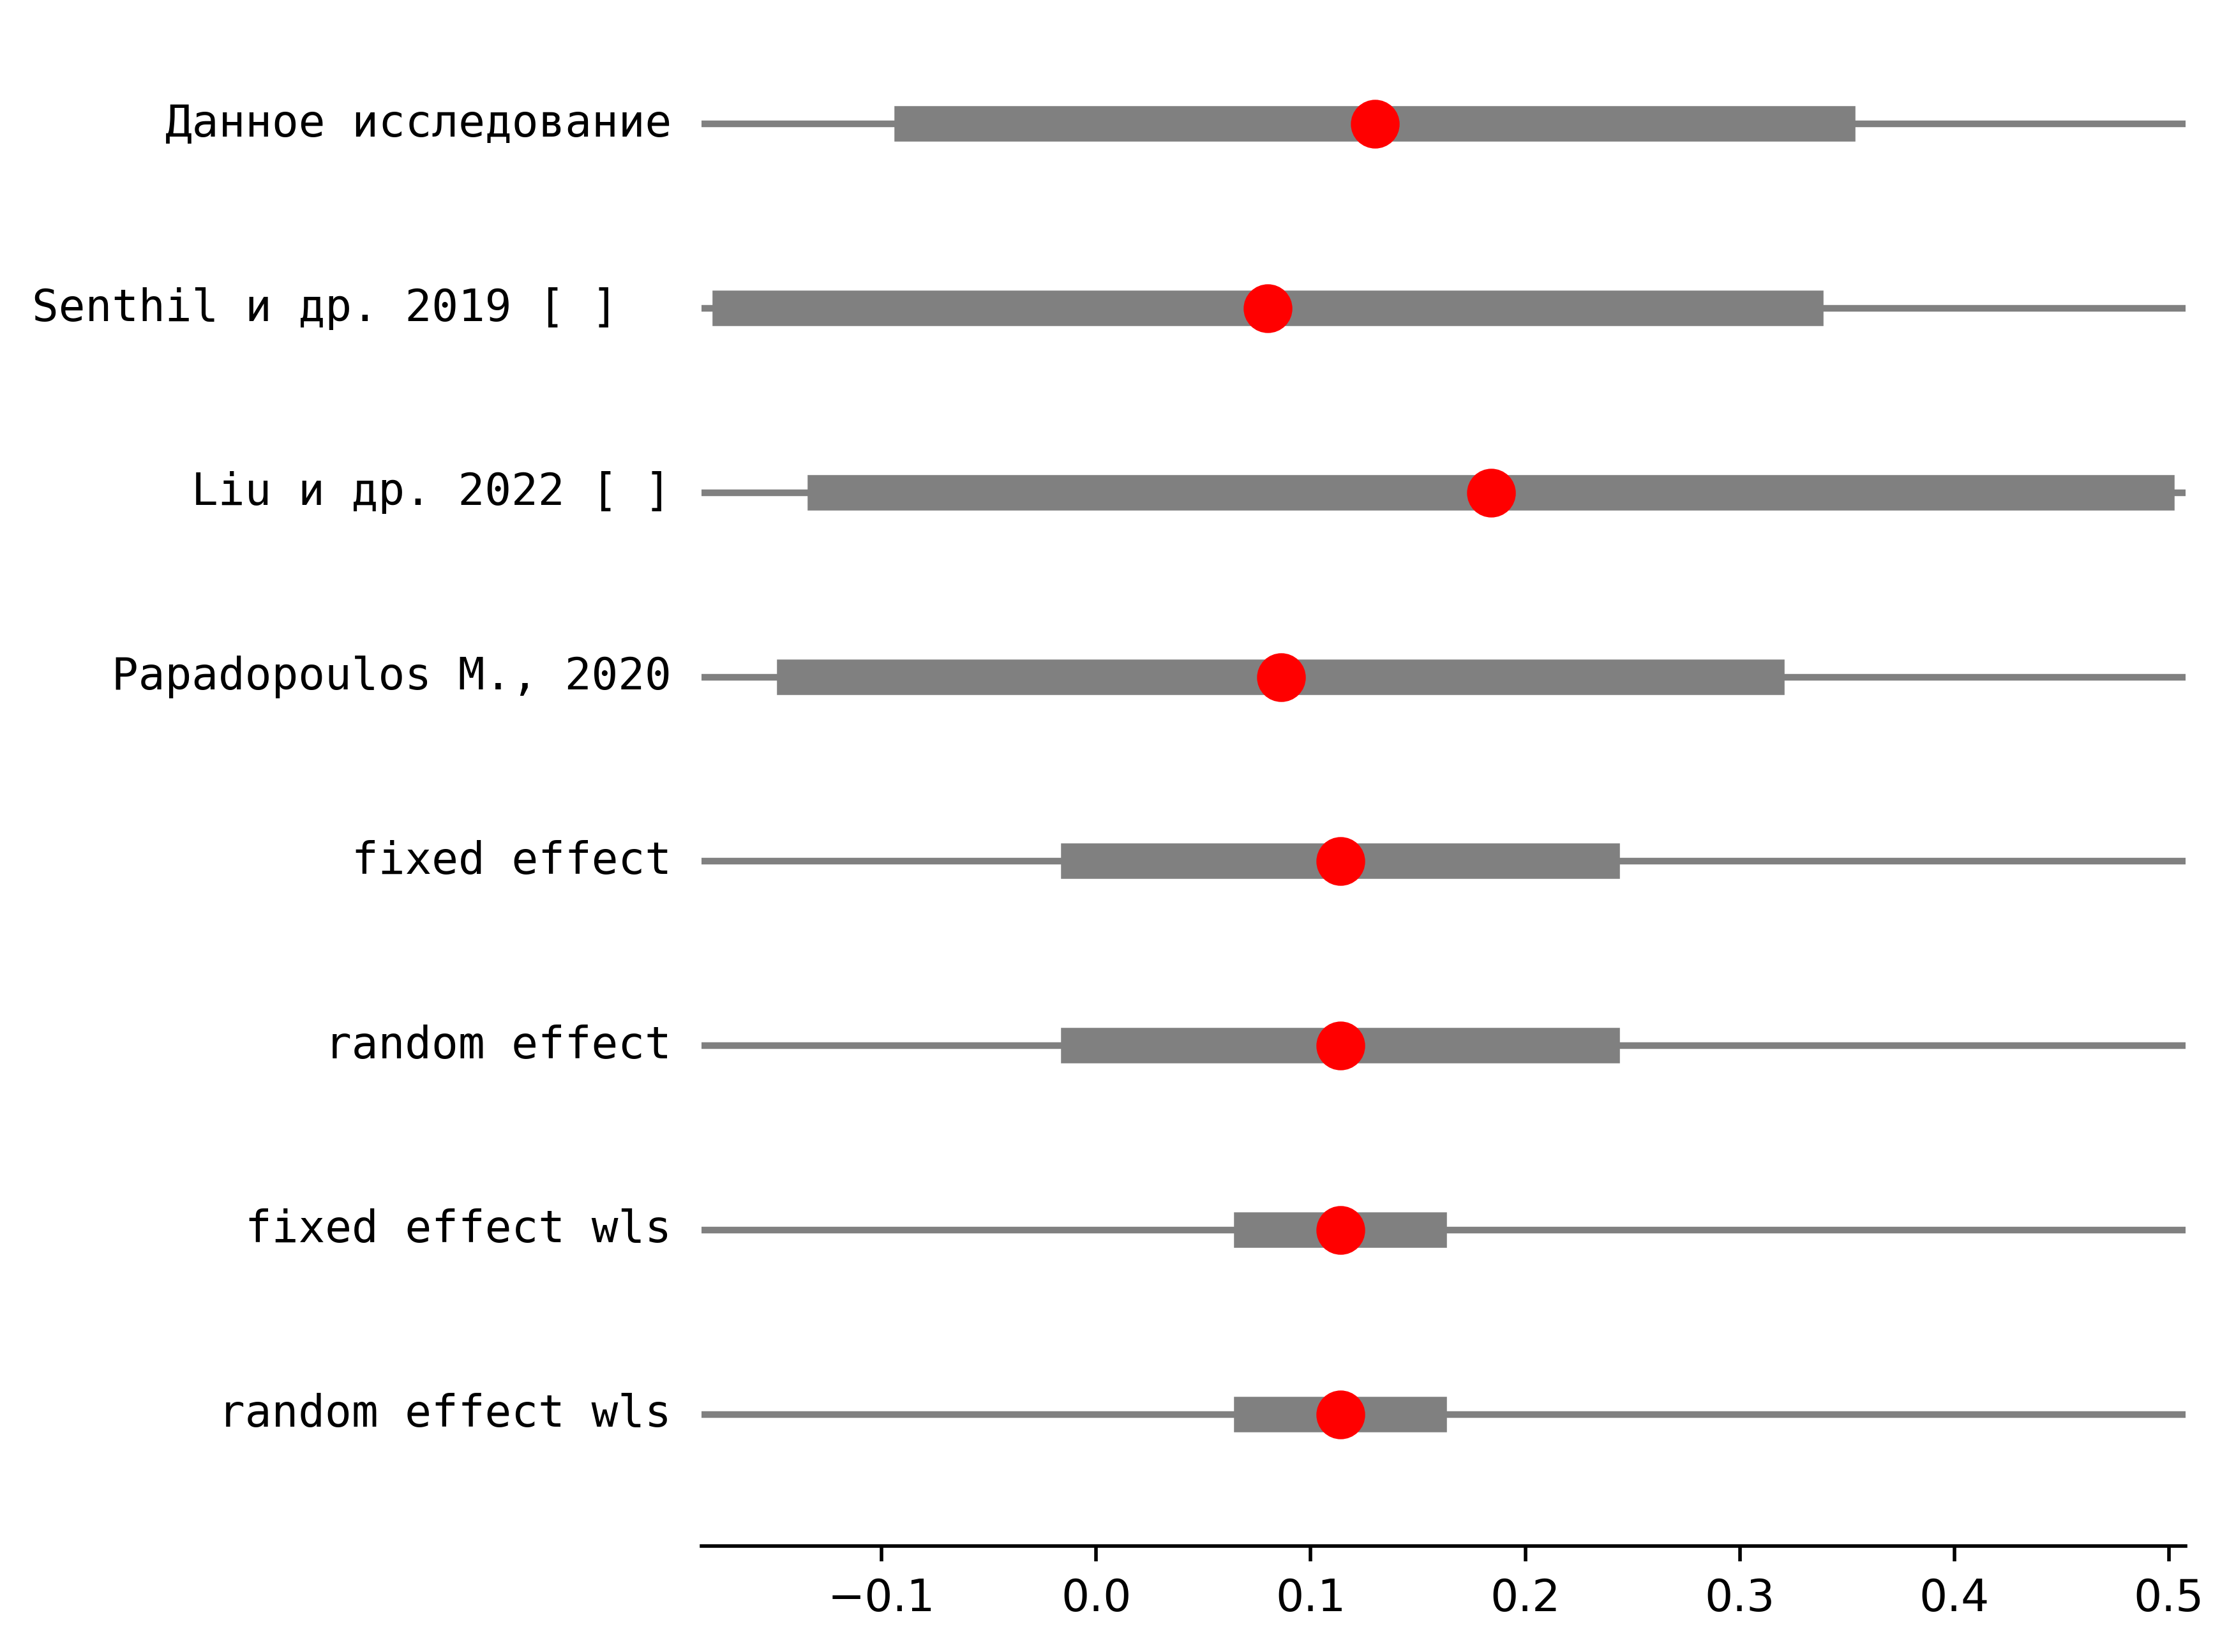 Данное исследование
Senthil и др. 2019 [ ]
Liu и др. 2022 [ ]
Papadopoulos M., 2020
fixed effect
random effect
fixed effect wls
random effect wls
−0.1 0.0 0.1 0.2 0.3 0.4 0.5